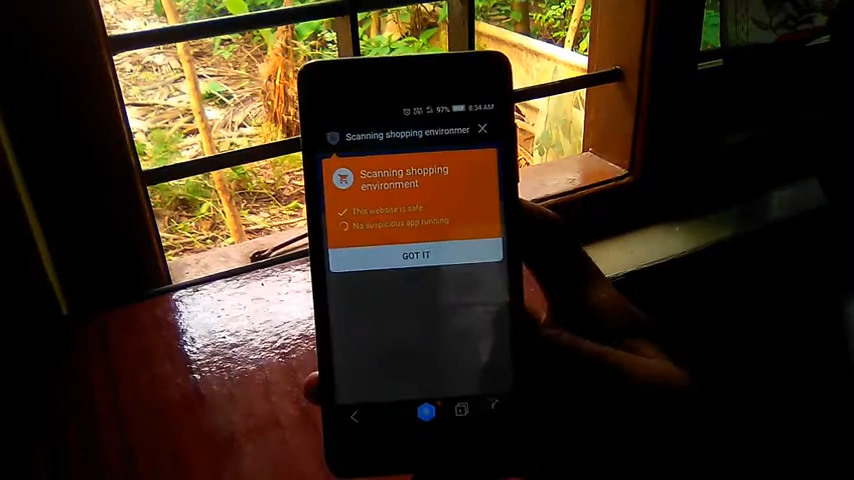 97% 8:34 AM
Scanning shopping environmer
Scanning shopping
environment
This website is safe
No suspicious app running
GOT IT